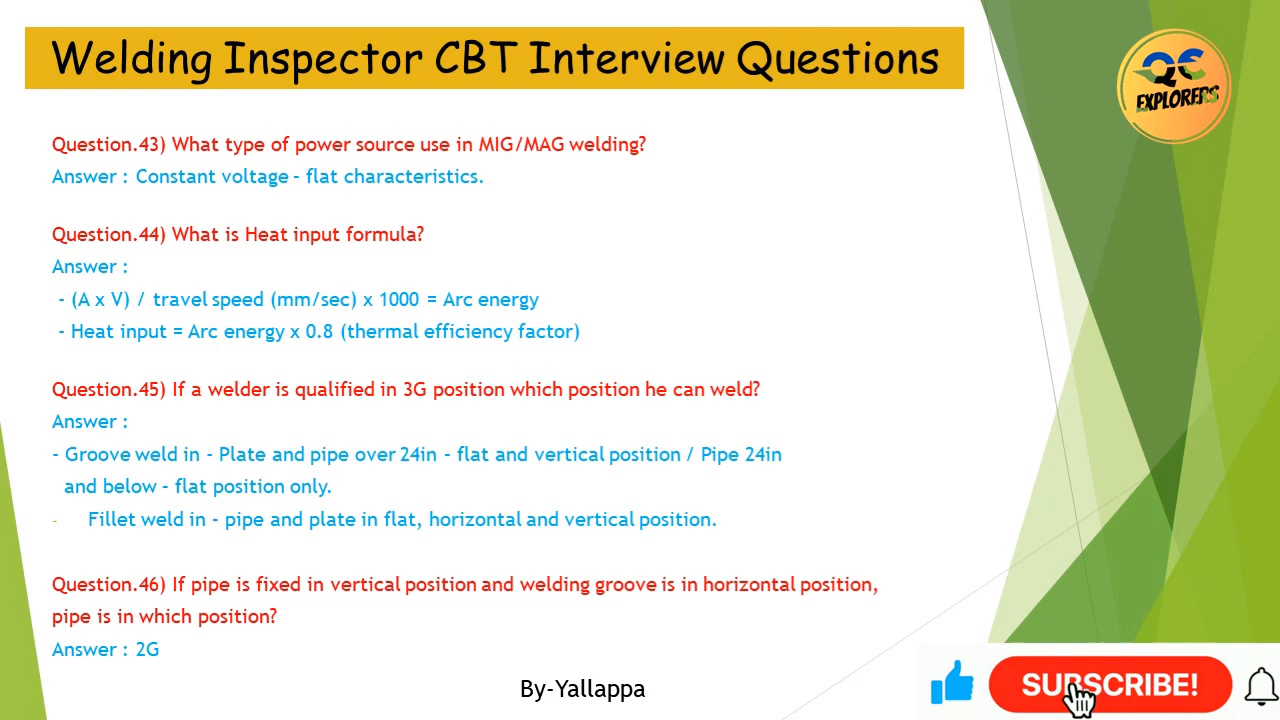 Welding Inspector CBT Interview Questions
QC
EXPLORERS
Question.43) What type of power source use in MIG/MAG welding?
Answer : Constant voltage – flat characteristics.
Question.44) What is Heat input formula?
Answer :
- (A x V) / travel speed (mm/sec) x 1000 = Arc energy
- Heat input = Arc energy x 0.8 (thermal efficiency factor)
Question.45) If a welder is qualified in 3G position which position he can weld?
Answer :
- Groove weld in - Plate and pipe over 24in – flat and vertical position / Pipe 24in
and below – flat position only.
- Fillet weld in - pipe and plate in flat, horizontal and vertical position.
Question.46) If pipe is fixed in vertical position and welding groove is in horizontal position,
pipe is in which position?
Answer : 2G
By-Yallappa
SUBSCRIBE!